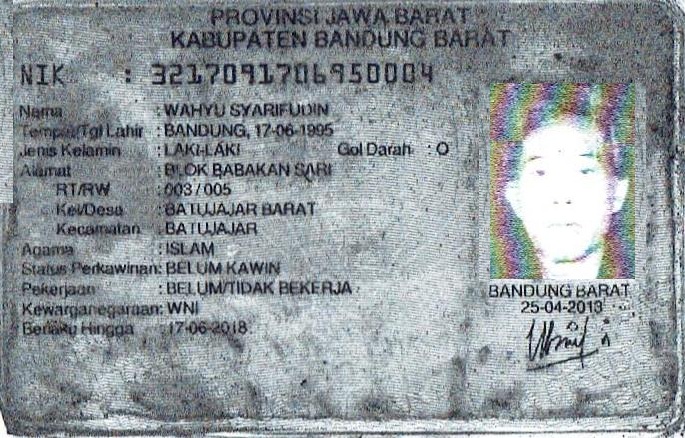 PROVINSI JAWA BARAT
KABUPATEN BANDUNG BARAT
NIK : 3217091706950004
Nama : WAHYU SYARIFUDIN
Tempat/Tgl Lahir : BANDUNG, 17-06-1995
Jenis Kelamin : LAKI-LAKI Gol Darah : O
Alamat : BLOK BABAKAN SARI
RT/RW : 003/005
Kel/Desa : BATUJAJAR BARAT
Kecamatan : BATUJAJAR
Agama : ISLAM
Status Perkawinan: BELUM KAWIN
Pekerjaan : BELUM/TIDAK BEKERJA
Kewarganegaraan: WNI
Berlaku Hingga : 17-06-2018
BANDUNG BARAT
25-04-2013